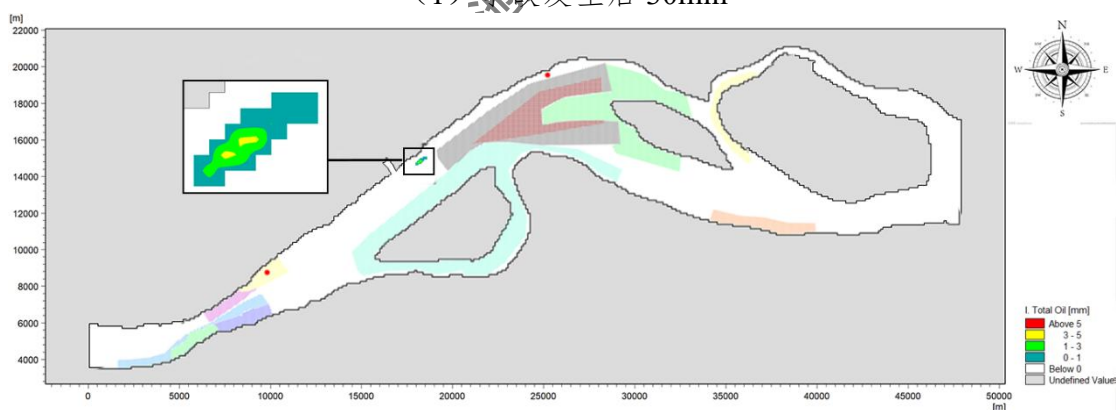 30min
[m]
22000
20000
18000
16000
14000
12000
10000
8000
6000
4000
0 5000 10000 15000 20000 25000 30000 35000 40000 45000 50000
[m]
N
W E
S
I. Total Oil [mm]
Above 5
3 - 5
1 - 3
0 - 1
Below 0
Undefined Value